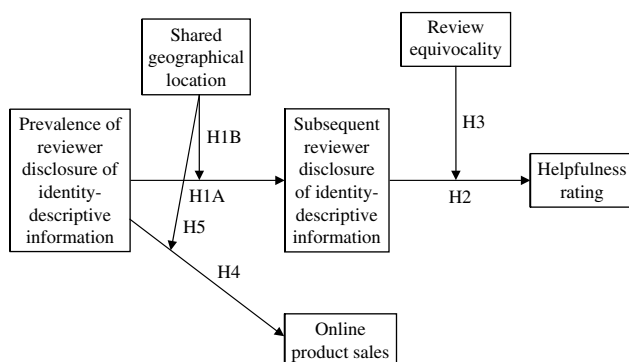 Shared
geographical
location
Review
equivocality
Prevalence of
reviewer
disclosure of
identity-
descriptive
information
H1B
H1A
H5
Subsequent
reviewer
disclosure
of identity-
descriptive
information
H3
H2
Helpfulness
rating
H4
Online
product sales